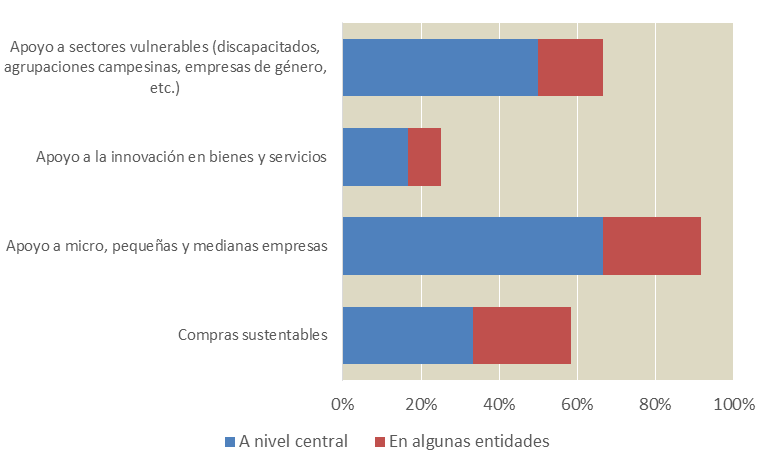 Apoyo a sectores vulnerables (discapacitados,
agrupaciones campesinas, empresas de género,
etc.)
Apoyo a la innovación en bienes y servicios
Apoyo a micro, pequeñas y medianas empresas
Compras sustentables
0% 20% 40% 60% 80% 100%
A nivel central En algunas entidades